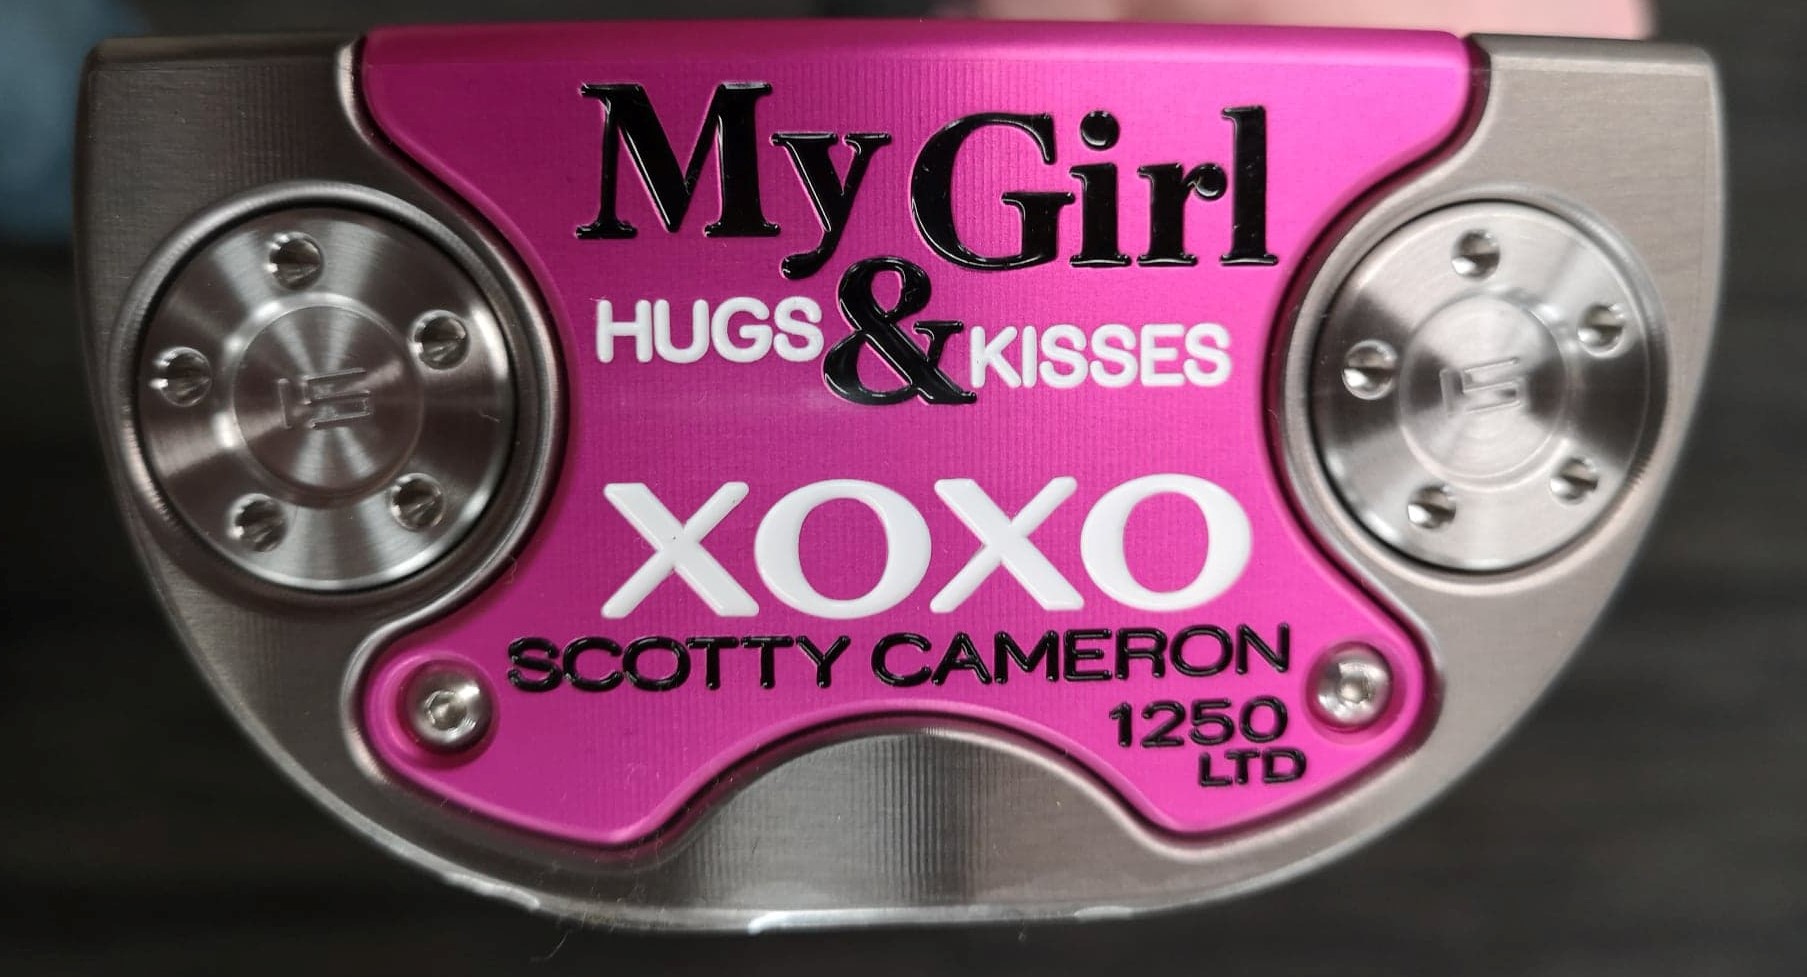 My Girl
HUGS & KISSES
XOXO
SCOTTY CAMERON
1250
LTD